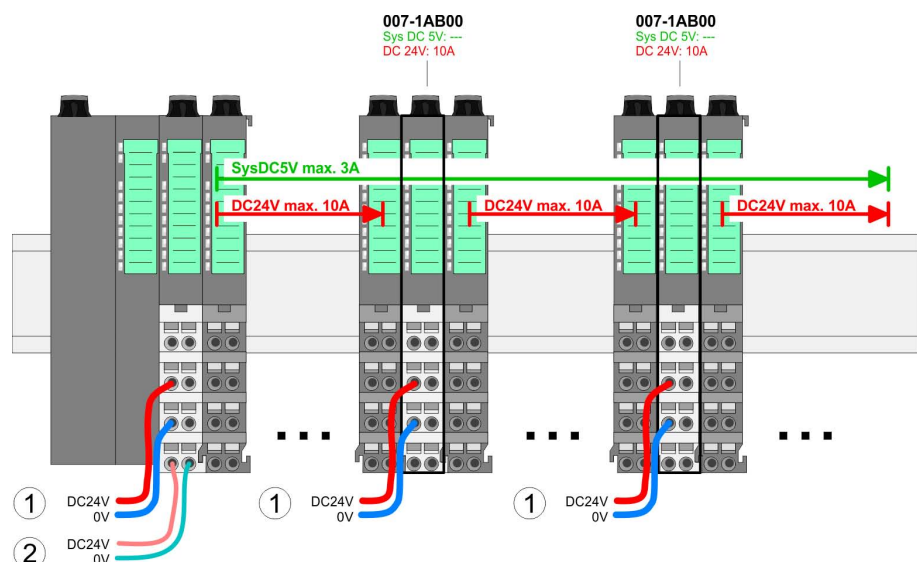 007-1AB00
Sys DC 5V: ---
DC 24V: 10A
007-1AB00
Sys DC 5V: ---
DC 24V: 10A
SysDC5V max. 3A
DC24V max. 10A
DC24V max. 10A
DC24V max. 10A
1
DC24V
0V
1
DC24V
0V
1
DC24V
0V
2
DC24V
0V